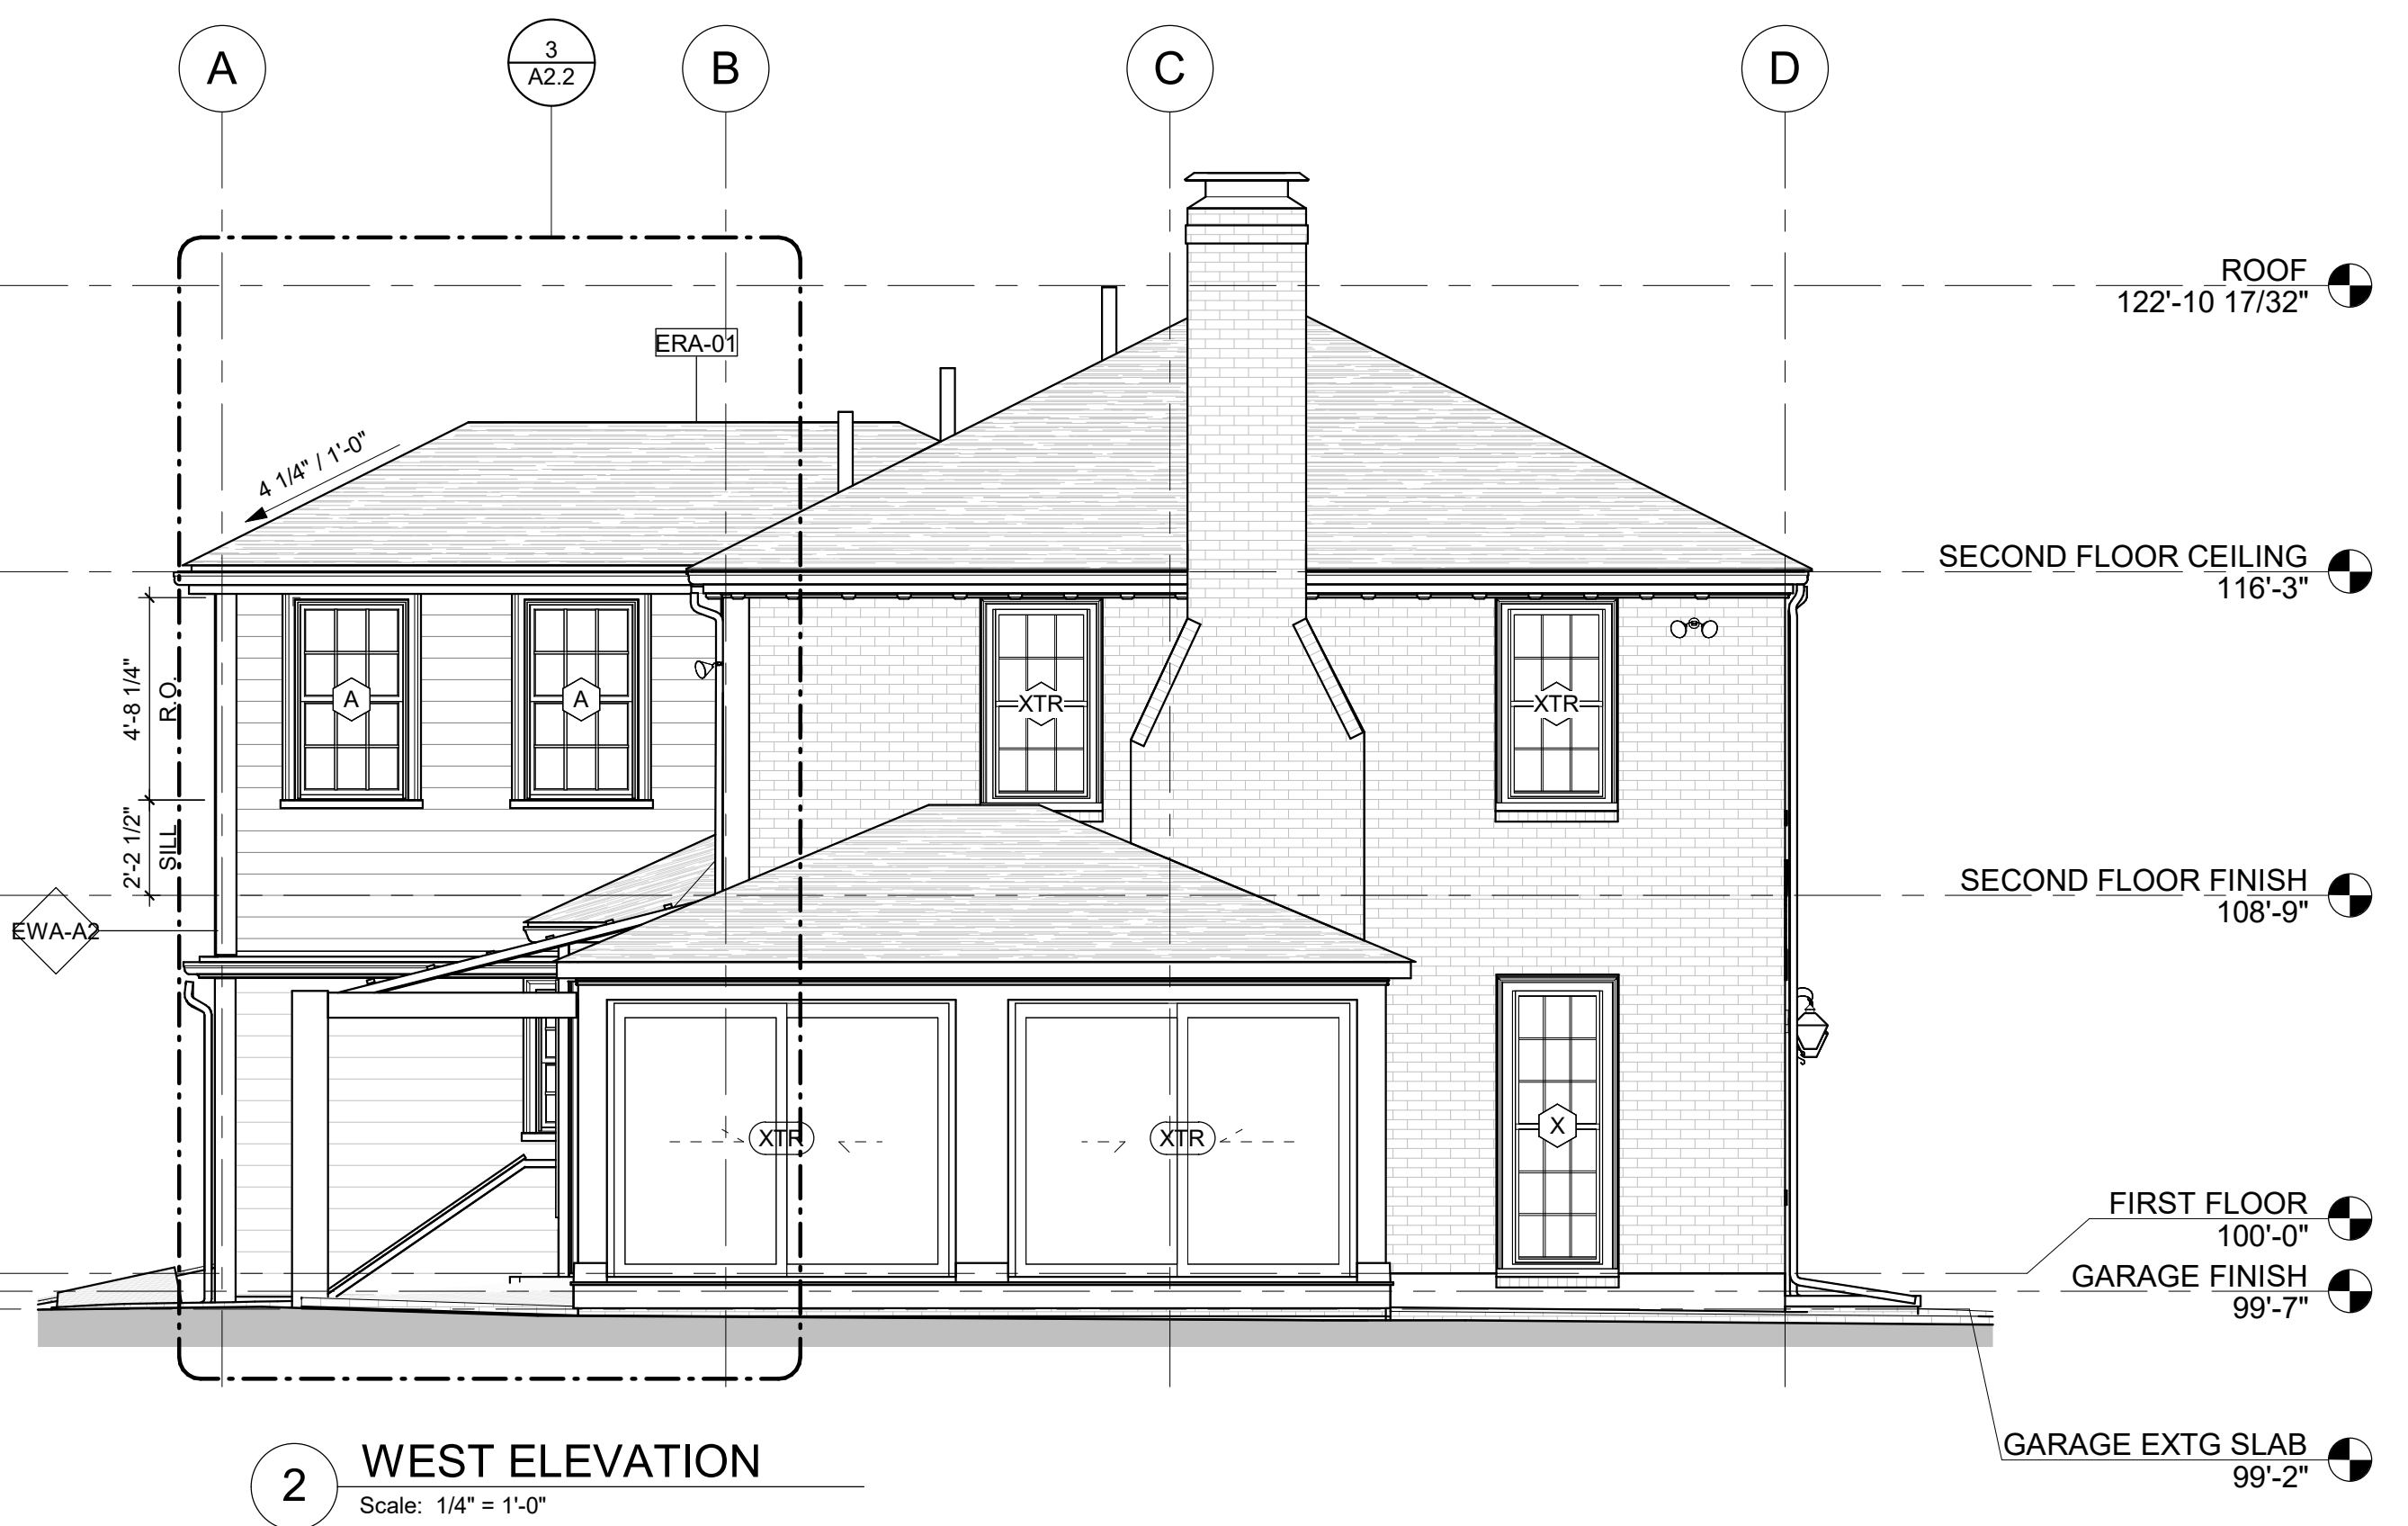 A
3
A2.2
B
C
D
ROOF
122'-10 17/32"
ERA-01
4 1/4" / 1'-0"
SECOND FLOOR CEILING
116'-3"
4'-8 1/4"
R.O.
A
A
XTR
XTR
2'-2 1/2"
SILL
SECOND FLOOR FINISH
108'-9"
EWA-A2
XTR
XTR
X
FIRST FLOOR
100'-0"
GARAGE FINISH
99'-7"
GARAGE EXTG SLAB
99'-2"
2
WEST ELEVATION
Scale: 1/4" = 1'-0"